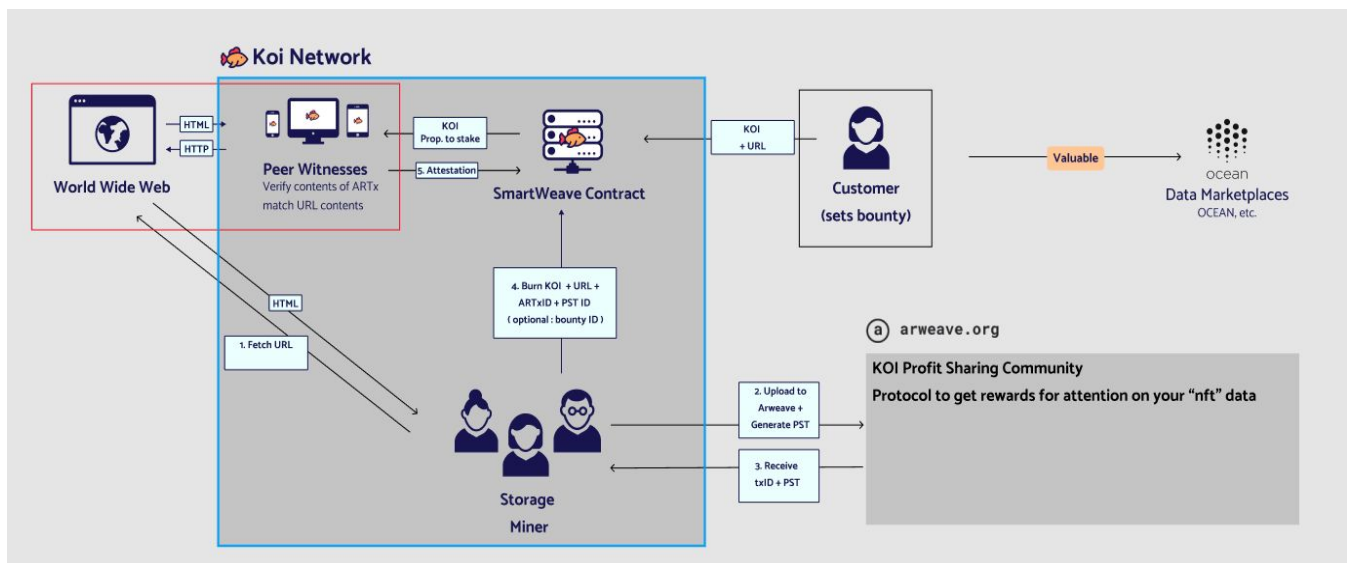 Koi Network
HTML
HTTP
World Wide Web
Peer Witnesses
Verify contents of ARTx
match URL contents
KOI
Prop. to stake
5. Attestation
SmartWeave Contract
KOI
+ URL
Customer
(sets bounty)
Valuable
ocean
Data Marketplaces
OCEAN, etc.
HTML
1. Fetch URL
4. Burn KOI + URL +
ARTxID + PST ID
( optional : bounty ID )
Storage
Miner
2. Upload to
Arweave +
Generate PST
3. Receive
txID + PST
a arweave.org
KOI Profit Sharing Community
Protocol to get rewards for attention on your “nft” data